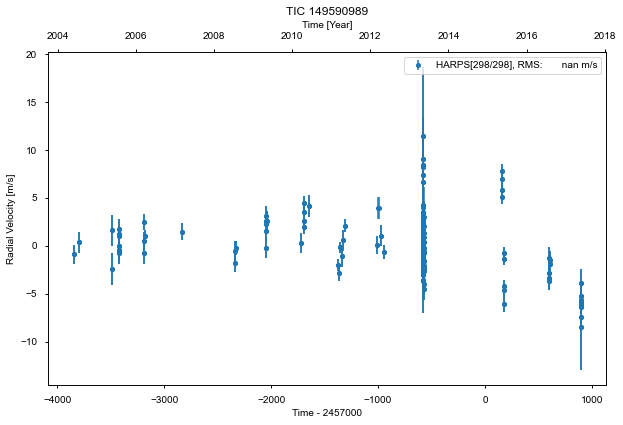 TIC 149590989
Time [Year]
2004 2006 2008 2010 2012 2014 2016 2018
HARPS[298/298], RMS: nan m/s
20
15
10
5
0
−5
−10
Radial Velocity [m/s]
−4000 −3000 −2000 −1000 0 1000
Time - 2457000